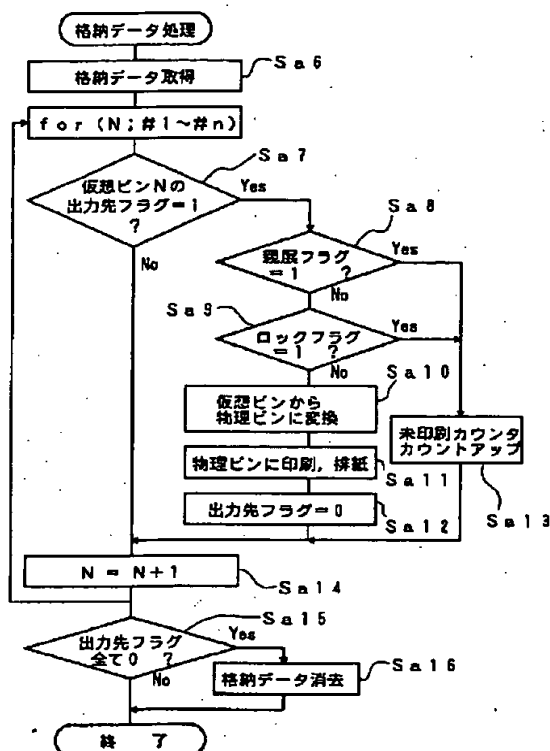 格納データ処理
格納データ取得
Sa6
for (N;#1~#n)
Sa7
仮想ビンNの
出力先フラグ=1
?
Yes
No
Sa8
親展フラグ
=1 ?
Yes
No
Sa9
ロックフラグ
=1 ?
Yes
No
Sa10
仮想ビンから
物理ビンに変換
未印刷カウンタ
カウントアップ
Sa13
物理ビンに印刷,排紙
Sa11
出力先フラグ=0
Sa12
N = N+1
Sa14
Sa15
出力先フラグ
全て0 ?
Yes
No
格納データ消去
Sa16
終 了